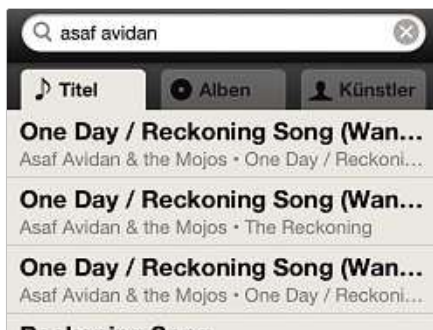 asaf avidan
Titel Alben Künstler
One Day / Reckoning Song (Wan...
Asaf Avidan & the Mojos • One Day / Reckoni...
One Day / Reckoning Song (Wan...
Asaf Avidan & the Mojos • The Reckoning
One Day / Reckoning Song (Wan...
Asaf Avidan & the Mojos • One Day / Reckoni...
Reckoning Song